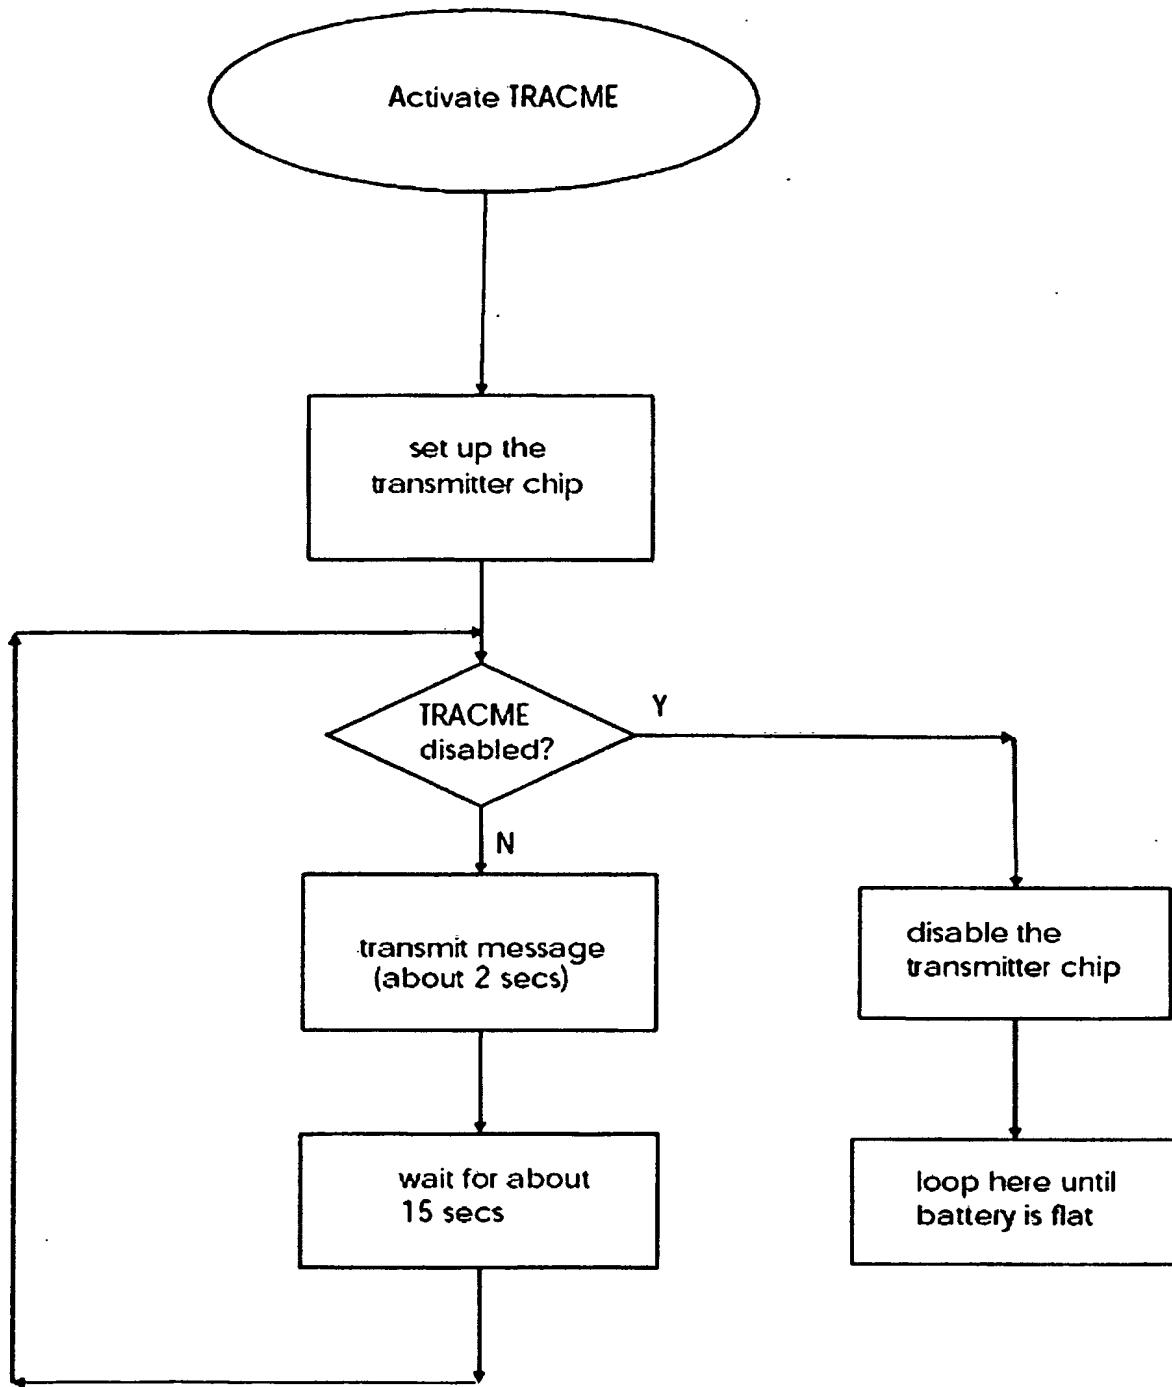 Activate TRACME
set up the
transmitter chip
TRACME
disabled?
Y
N
transmit message
(about 2 secs)
disable the
transmitter chip
wait for about
15 secs
loop here until
battery is flat